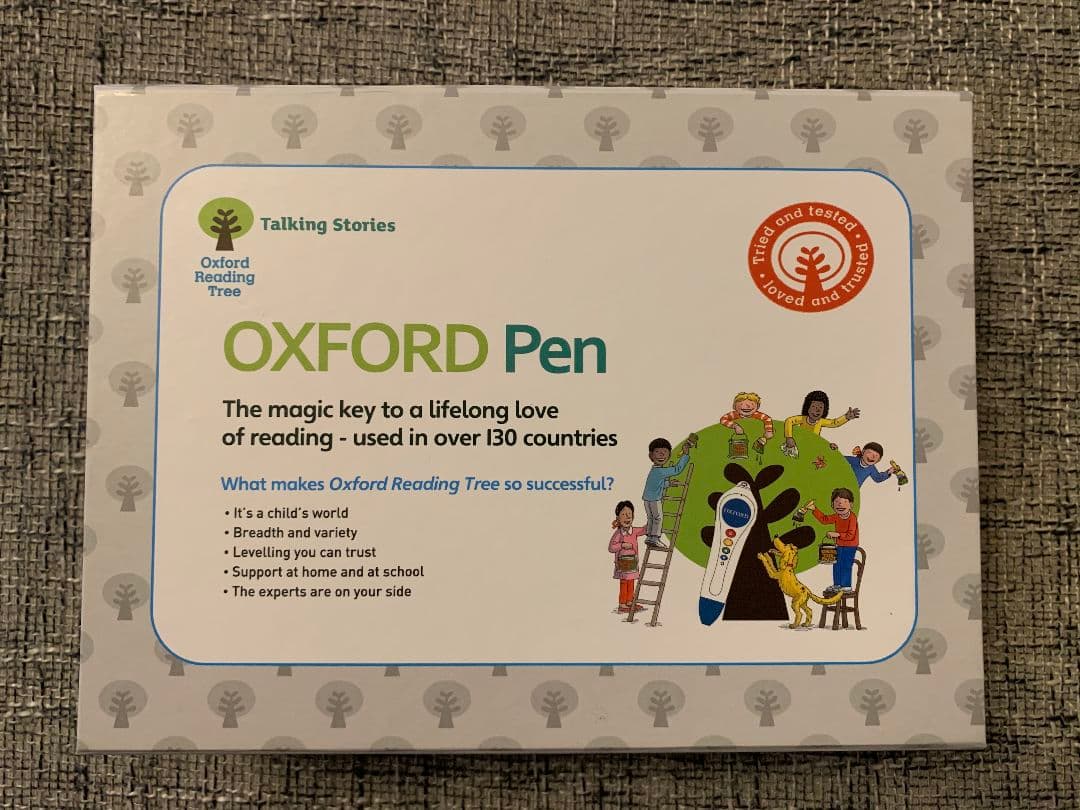 Talking Stories
Oxford
Reading
Tree
Tried and tested •
loved and trusted •
OXFORD Pen
The magic key to a lifelong love
of reading - used in over 130 countries
What makes Oxford Reading Tree so successful?
• It's a child's world
• Breadth and variety
• Levelling you can trust
• Support at home and at school
• The experts are on your side
OXFORD